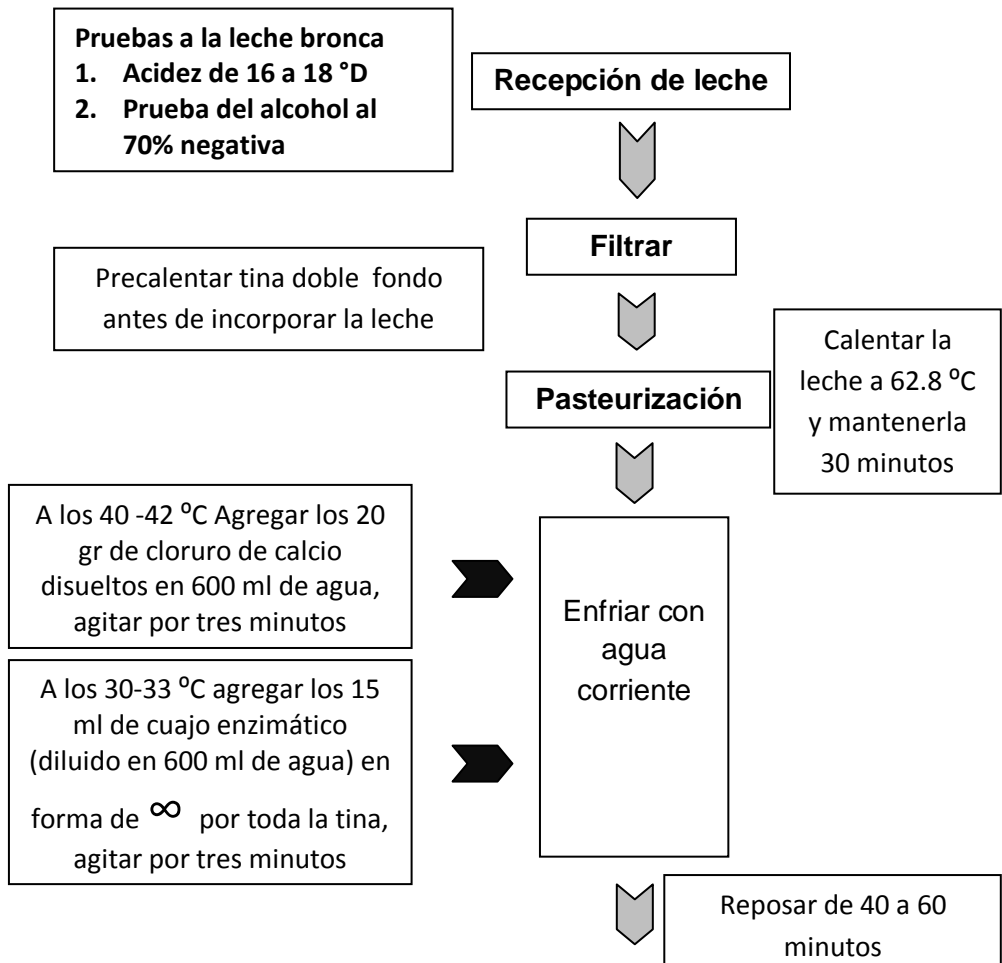 Pruebas a la leche bronca
1. Acidez de 16 a 18 °D
2. Prueba del alcohol al
70% negativa
Recepción de leche
Filtrar
Precalentar tina doble fondo
antes de incorporar la leche
Pasteurización
Calentar la
leche a 62.8 ⁰C
y mantenerla
30 minutos
A los 40 -42 ⁰C Agregar los 20
gr de cloruro de calcio
disueltos en 600 ml de agua,
agitar por tres minutos
Enfriar con
agua
corriente
A los 30-33 ⁰C agregar los 15
ml de cuajo enzimático
(diluido en 600 ml de agua) en
forma de ∞ por toda la tina,
agitar por tres minutos
Reposar de 40 a 60
minutos